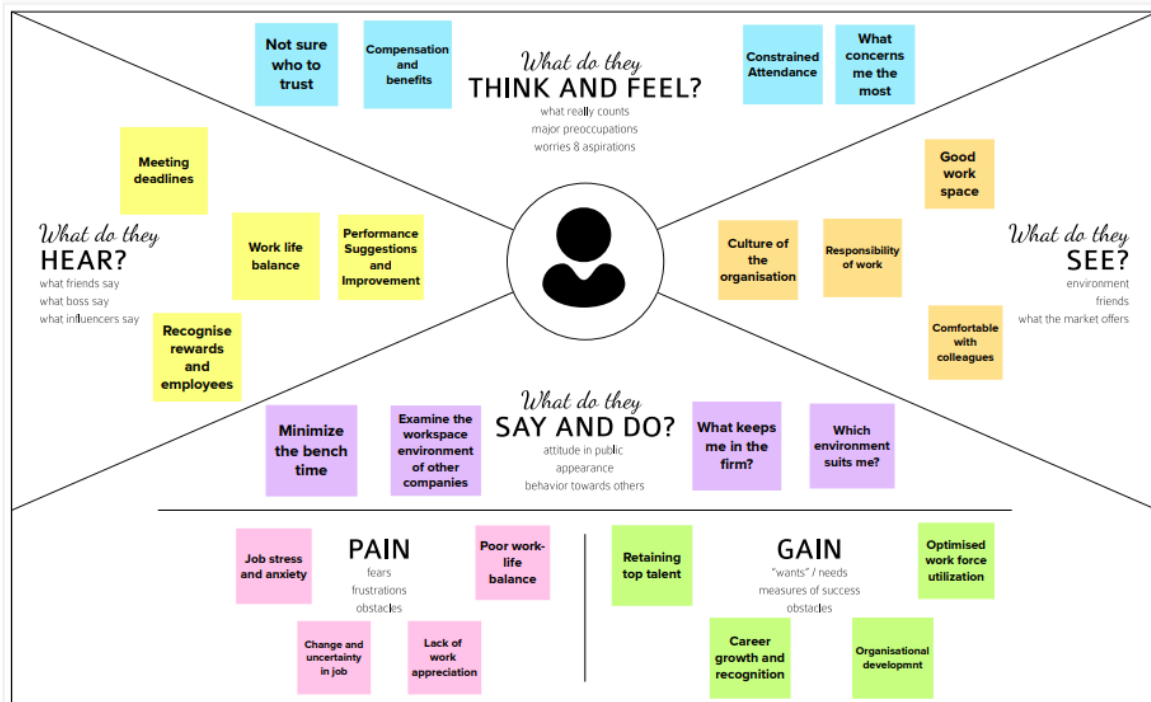 Not sure
who to
trust
Compensation
and
benefits
What do they
THINK AND FEEL?
what really counts
major preoccupations
worries & aspirations
Constrained
Attendance
What
concerns
me the
most
Meeting
deadlines
What do they
HEAR?
what friends say
what boss say
what influencers say
Work life
balance
Performance
Suggestions
and
Improvement
Recognise
rewards
and
employees
Good
work
space
Culture of
the
organisation
Responsibility
of work
What do they
SEE?
environment
friends
what the market offers
Comfortable
with
colleagues
Minimize
the bench
time
Examine the
workspace
environment
of other
companies
What do they
SAY AND DO?
attitude in public
appearance
behavior towards others
What keeps
me in the
firm?
Which
environment
suits me?
Job stress
and anxiety
PAIN
fears
frustrations
obstacles
Poor work-
life
balance
Change and
uncertainty
in job
Lack of
work
appreciation
Retaining
top talent
GAIN
"wants" / needs
measures of success
obstacles
Optimised
work force
utilization
Career
growth and
recognition
Organisational
developmnt